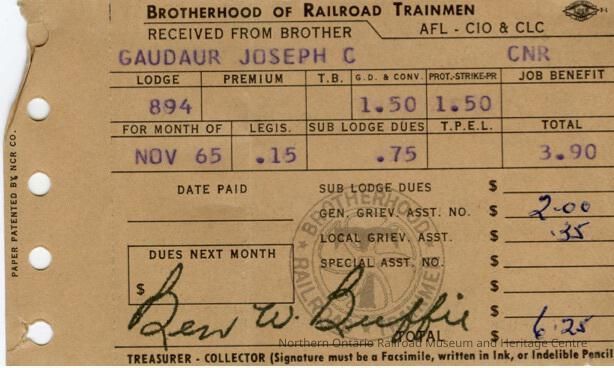 BROTHERHOOD OF RAILROAD TRAINMEN
RECEIVED FROM BROTHER AFL - CIO & CLC
GAUDAUR JOSEPH C CNR
LODGE PREMIUM T.B. G.D. & CONV. PROT.-STRIKE-PR JOB BENEFIT
894 1.50 1.50
FOR MONTH OF LEGIS. SUB LODGE DUES T.P.E.L. TOTAL
NOV 65 .15 .75 3.90
DATE PAID SUB LODGE DUES $
GEN. GRIEV. ASST. NO. $ 2.00
LOCAL GRIEV. ASST. $ .35
DUES NEXT MONTH SPECIAL ASST. NO. $
$ $
Ben W. Buffie
TOTAL $ 6.25
TREASURER - COLLECTOR (Signature must be a Facsimile, written in Ink, or Indelible Pencil
PAPER PATENTED BY NCR CO.
BROTHERHOOD
Northern Ontario Railroad Museum and Heritage Centre